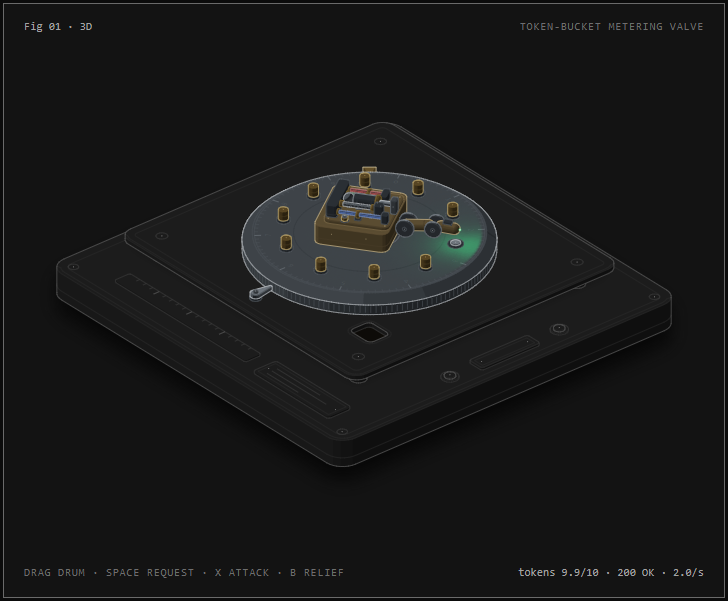 Fig 01 · 3D
TOKEN-BUCKET METERING VALVE
DRAG DRUM · SPACE REQUEST · X ATTACK · B RELIEF
tokens 9.9/10 · 200 OK · 2.0/s